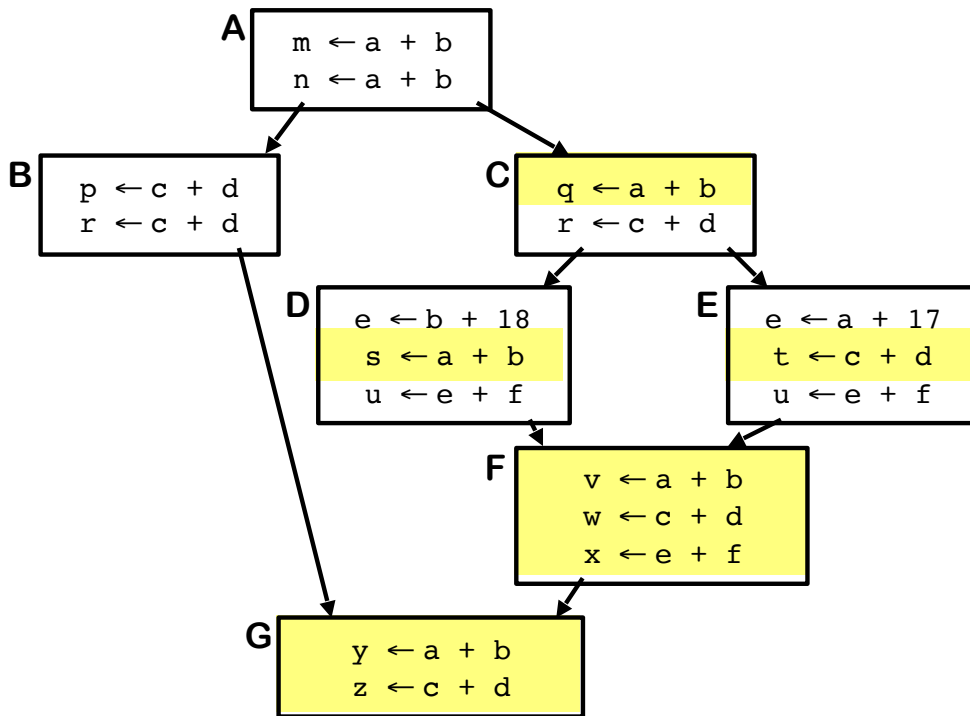 A
m ← a + b
n ← a + b
B
p ← c + d
r ← c + d
C
q ← a + b
r ← c + d
D
e ← b + 18
s ← a + b
u ← e + f
E
e ← a + 17
t ← c + d
u ← e + f
F
v ← a + b
w ← c + d
x ← e + f
G
y ← a + b
z ← c + d